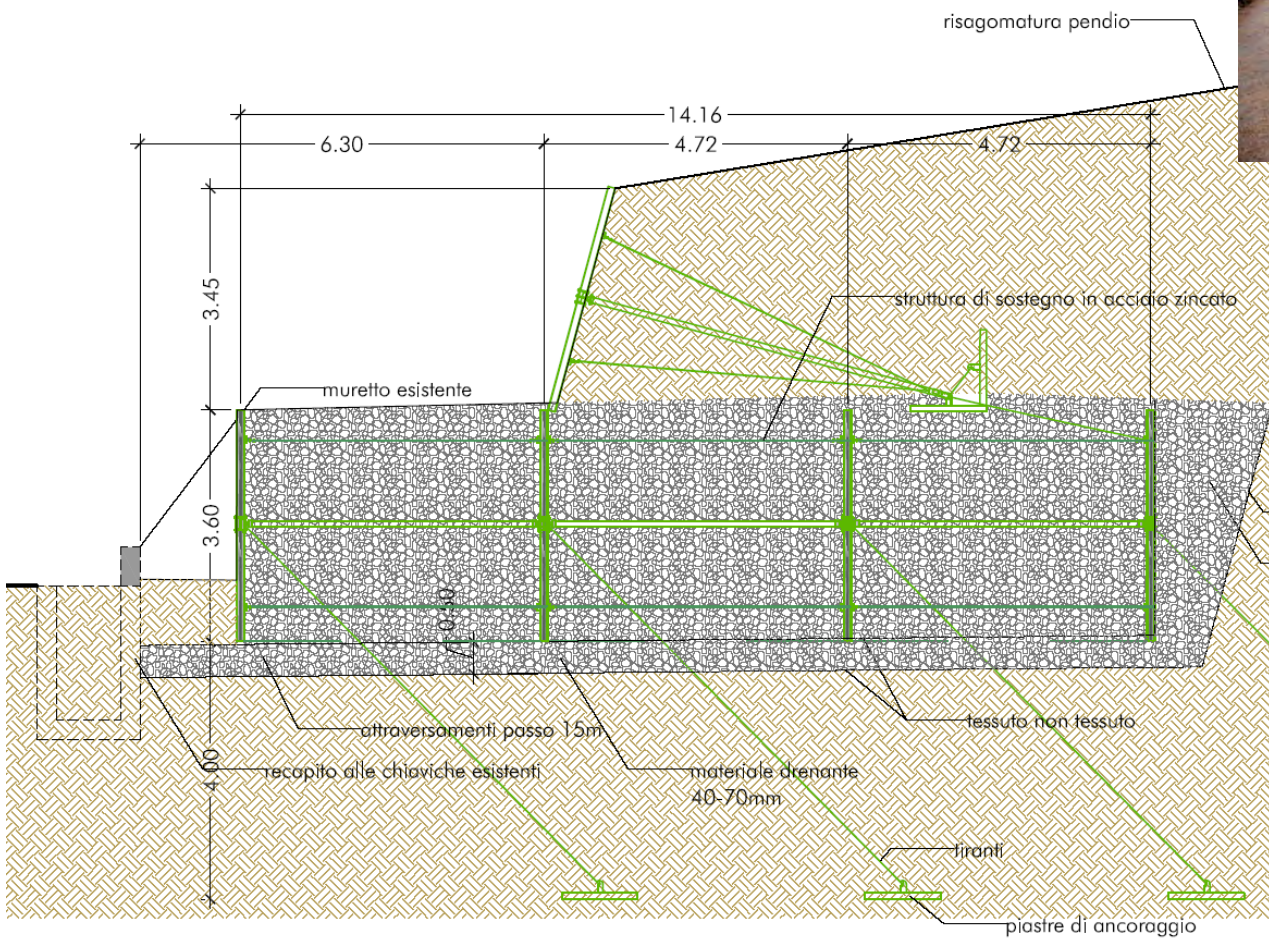 risagomatura pendio
14.16
6.30
4.72
4.72
3.45
struttura di sostegno in acciaio zincato
muretto esistente
3.60
0.50
attraversamenti passo 15m
tessuto non tessuto
4.00
recapito alle chiaviche esistenti
materiale drenante
40-70mm
tiranti
piastre di ancoraggio